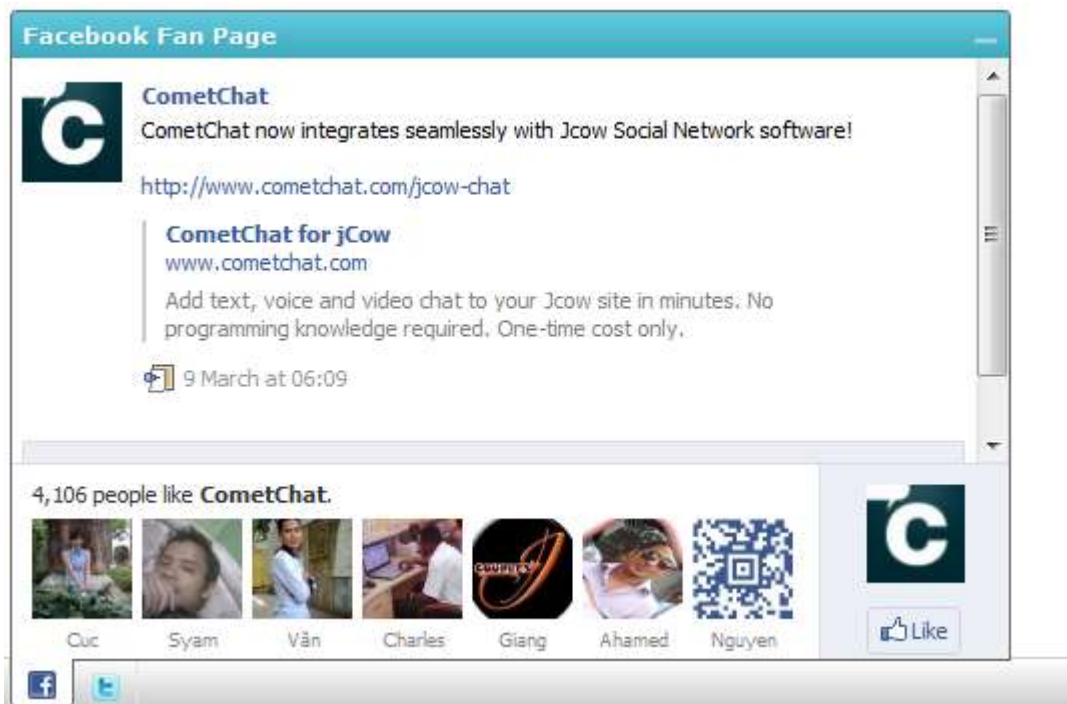 Facebook Fan Page
CometChat
CometChat now integrates seamlessly with Jcow Social Network software!
http://www.cometchat.com/jcow-chat
CometChat for jCow
www.cometchat.com
Add text, voice and video chat to your Jcow site in minutes. No
programming knowledge required. One-time cost only.
9 March at 06:09
4,106 people like CometChat.
COUPLES J
Cuc Syam Vân Charles Giang Ahamed Nguyen
Like